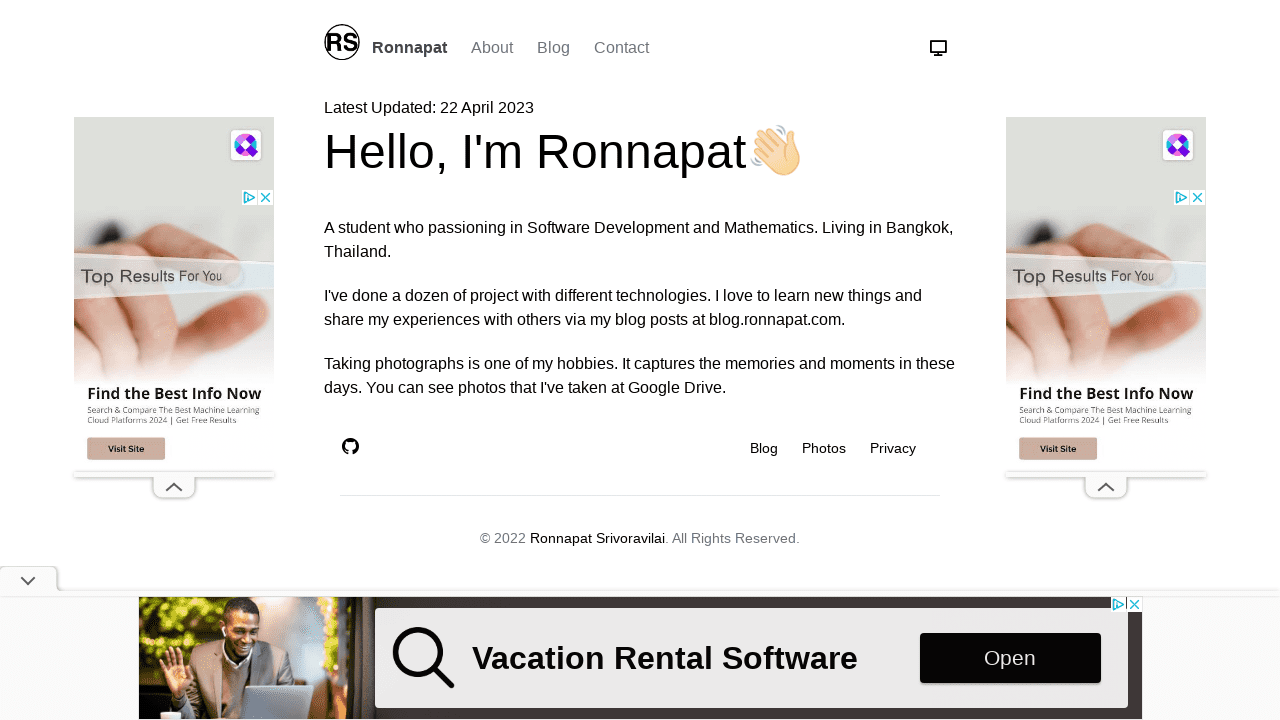 RS
Ronnapat
About
Blog
Contact
Latest Updated: 22 April 2023
Hello, I'm Ronnapat
A student who passioning in Software Development and Mathematics. Living in Bangkok,
Thailand.
I've done a dozen of project with different technologies. I love to learn new things and
share my experiences with others via my blog posts at blog.ronnapat.com.
Taking photographs is one of my hobbies. It captures the memories and moments in these
days. You can see photos that I've taken at Google Drive.
Blog
Photos
Privacy
© 2022 Ronnapat Srivoravilai. All Rights Reserved.
Top Results For You
Find the Best Info Now
Search & Compare The Best Machine Learning
Cloud Platforms 2024 | Get Free Results
Visit Site
Top Results For You
Find the Best Info Now
Search & Compare The Best Machine Learning
Cloud Platforms 2024 | Get Free Results
Visit Site
Vacation Rental Software
Open